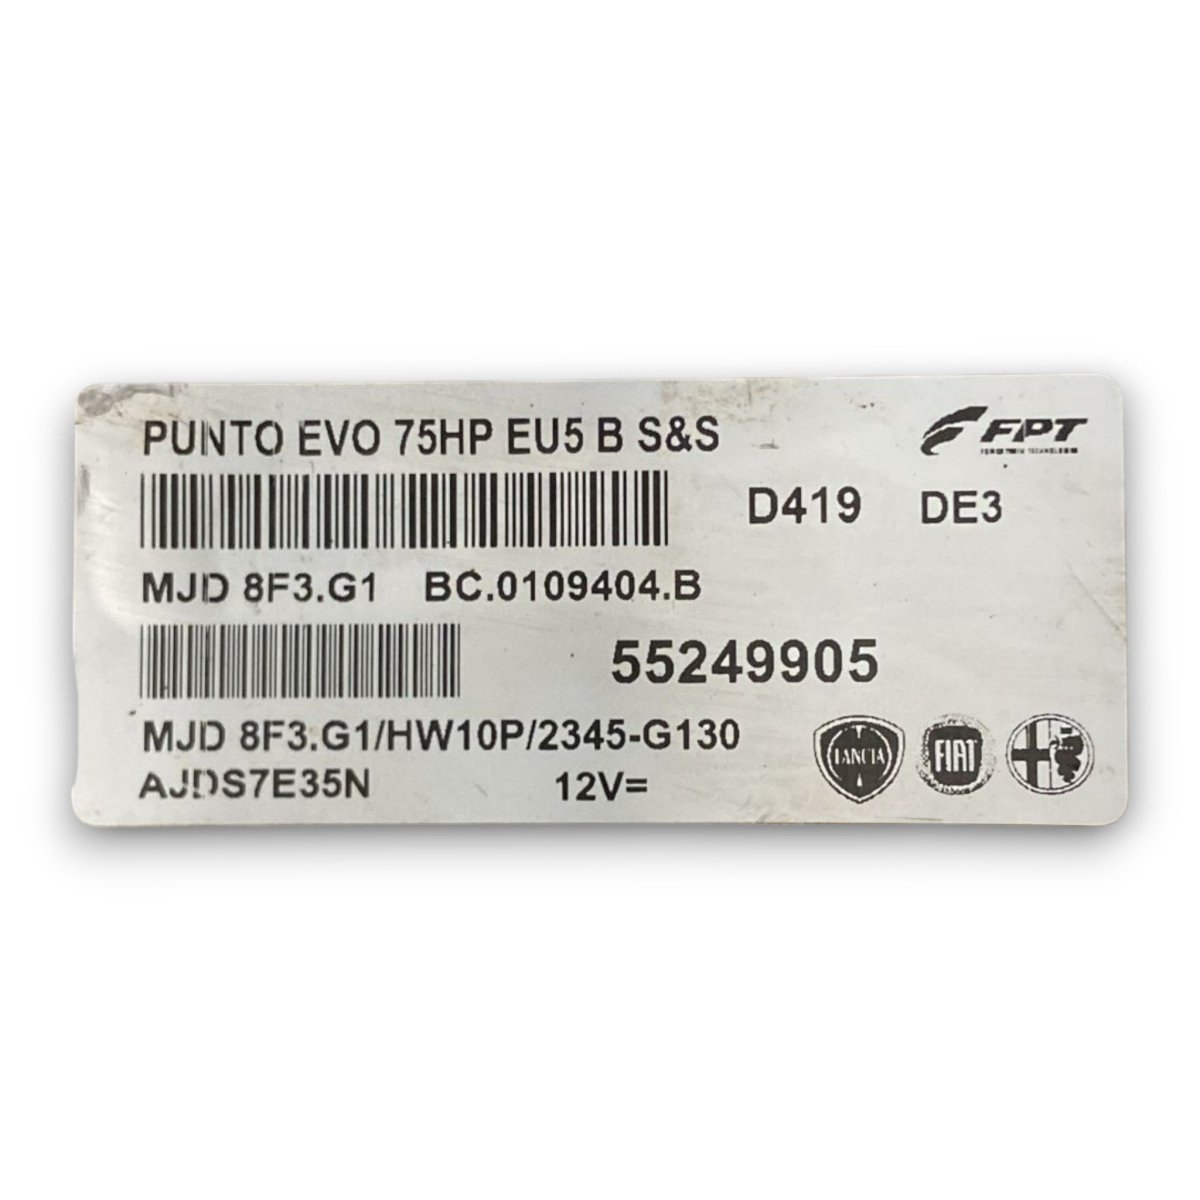 PUNTO EVO 75HP EU5 B S&S
FPT
D419 DE3
MJD 8F3.G1 BC.0109404.B
55249905
MJD 8F3.G1/HW10P/2345-G130
AJDS7E35N 12V=
LANCIA FIAT